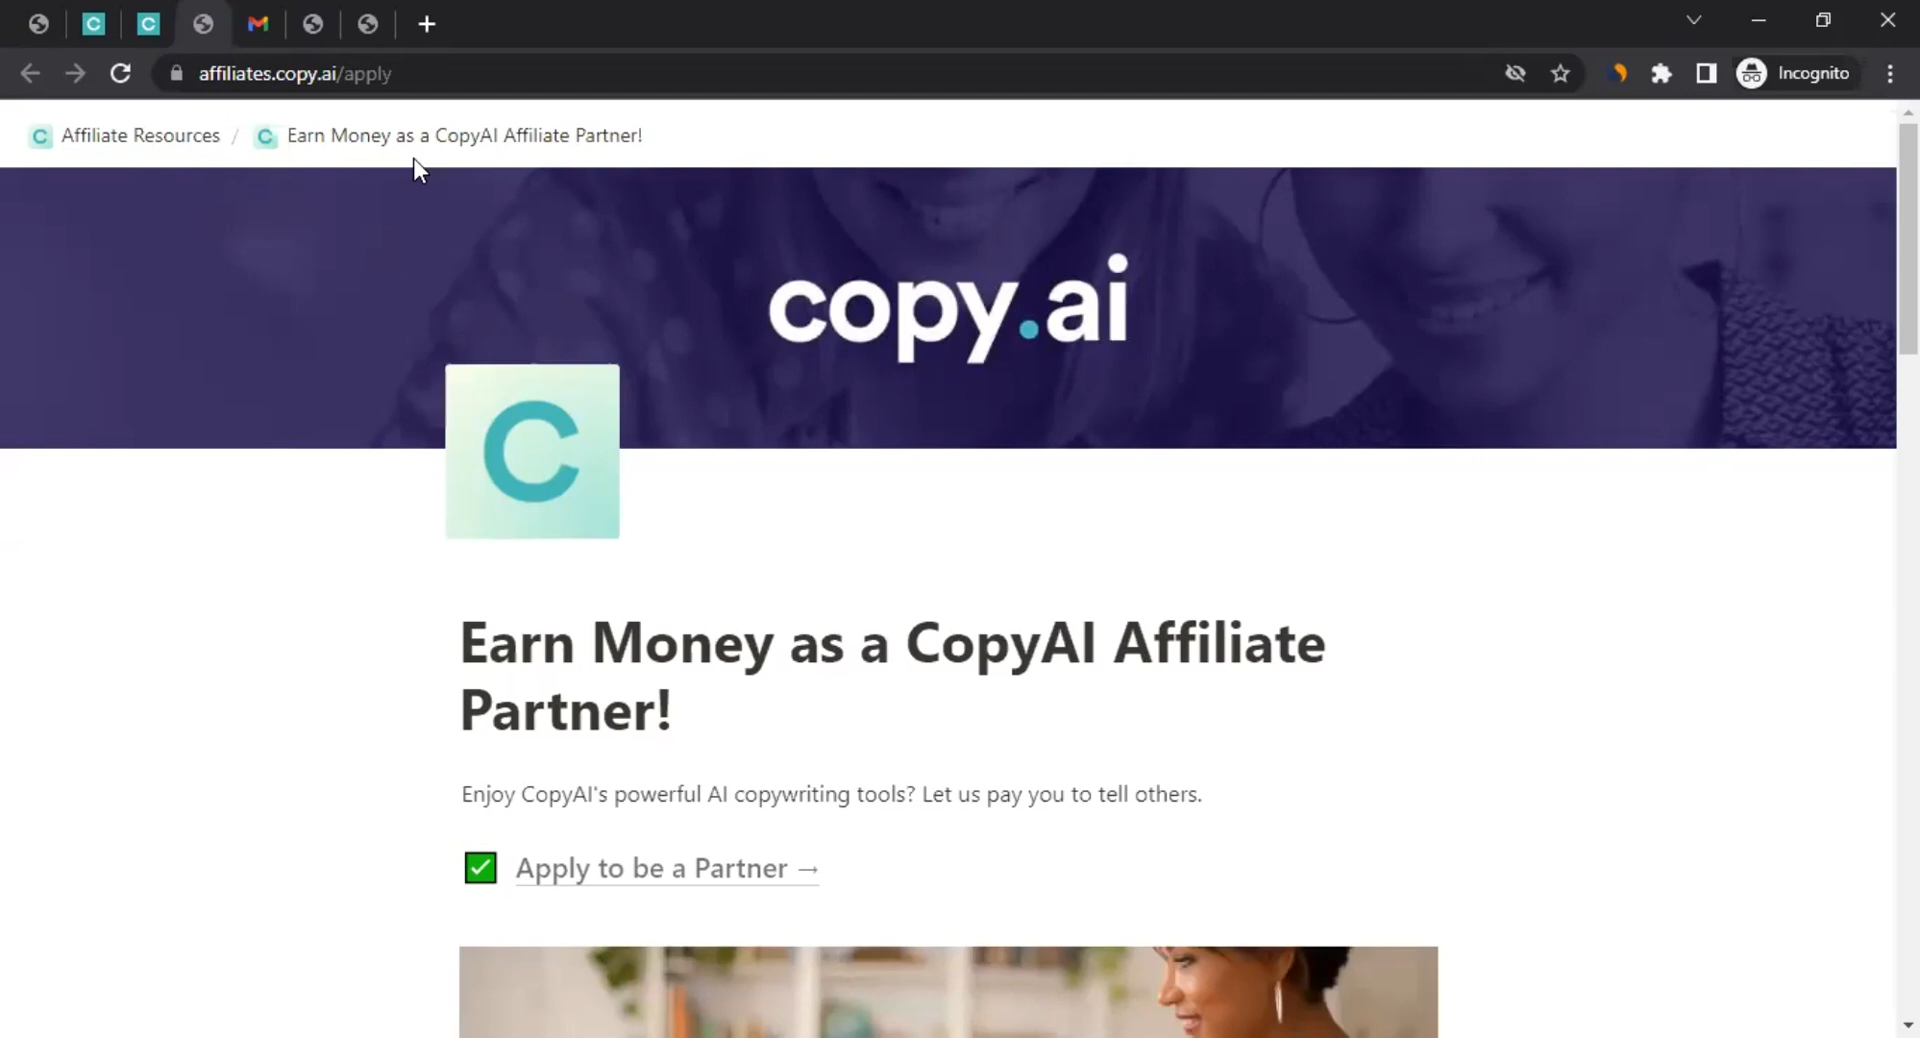 affiliates.copy.ai/apply
Incognito
Affiliate Resources / Earn Money as a CopyAI Affiliate Partner!
copy.ai
C
Earn Money as a CopyAI Affiliate
Partner!
Enjoy CopyAI's powerful AI copywriting tools? Let us pay you to tell others.
Apply to be a Partner →